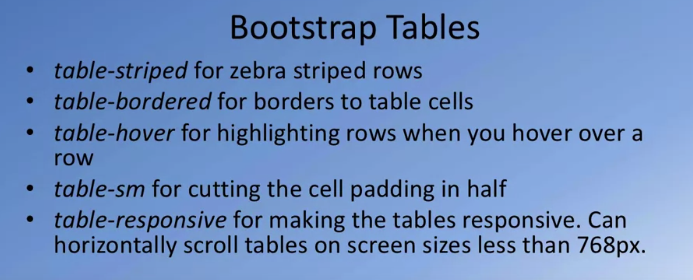 Bootstrap Tables
• table-striped for zebra striped rows
• table-bordered for borders to table cells
• table-hover for highlighting rows when you hover over a
row
• table-sm for cutting the cell padding in half
• table-responsive for making the tables responsive. Can
horizontally scroll tables on screen sizes less than 768px.